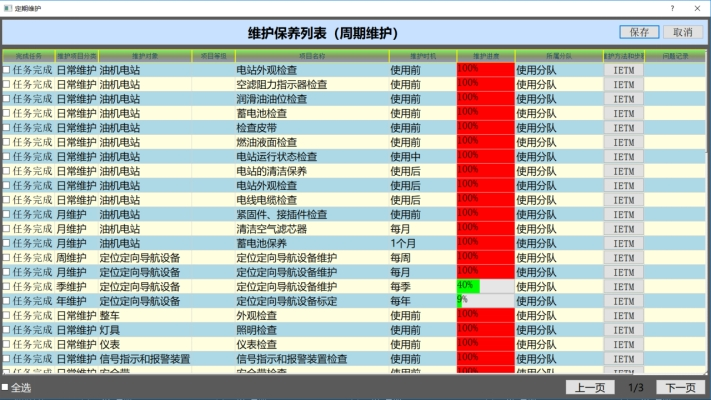 定期维护
维护保养列表（周期维护）
保存 取消
完成任务 维护项目分类 维护对象 项目等级 项目名称 维护时机 维护进度 所属分队 维护方法和步骤 问题记录
任务完成 日常维护 油机电站 电站外观检查 使用前 100% 使用分队 IETM
任务完成 日常维护 油机电站 空滤阻力指示器检查 使用前 100% 使用分队 IETM
任务完成 日常维护 油机电站 润滑油油位检查 使用前 100% 使用分队 IETM
任务完成 日常维护 油机电站 蓄电池检查 使用前 100% 使用分队 IETM
任务完成 日常维护 油机电站 检查皮带 使用前 100% 使用分队 IETM
任务完成 日常维护 油机电站 燃油液面检查 使用前 100% 使用分队 IETM
任务完成 日常维护 油机电站 电站运行状态检查 使用中 100% 使用分队 IETM
任务完成 日常维护 油机电站 电站的清洁保养 使用后 100% 使用分队 IETM
任务完成 日常维护 油机电站 电站外观检查 使用后 100% 使用分队 IETM
任务完成 日常维护 油机电站 电线电缆检查 使用后 100% 使用分队 IETM
任务完成 月维护 油机电站 紧固件、接插件检查 使用前 100% 使用分队 IETM
任务完成 月维护 油机电站 清洁空气滤芯器 每月 100% 使用分队 IETM
任务完成 月维护 油机电站 蓄电池保养 1个月 100% 使用分队 IETM
任务完成 周维护 定位定向导航设备 定位定向导航设备维护 每周 100% 使用分队 IETM
任务完成 月维护 定位定向导航设备 定位定向导航设备维护 每月 100% 使用分队 IETM
任务完成 季维护 定位定向导航设备 定位定向导航设备维护 每季 40% 使用分队 IETM
任务完成 年维护 定位定向导航设备 定位定向导航设备标定 每年 9% 使用分队 IETM
任务完成 日常维护 整车 外观检查 使用前 100% 使用分队 IETM
任务完成 日常维护 灯具 照明检查 使用前 100% 使用分队 IETM
任务完成 日常维护 仪表 仪表检查 使用前 100% 使用分队 IETM
任务完成 日常维护 信号指示和报警装置 信号指示和报警装置检查 使用前 100% 使用分队 IETM
任务完成 日常维护 安全带 安全带检查 使用前 100% 使用分队 IETM
全选 上一页 1/3 下一页